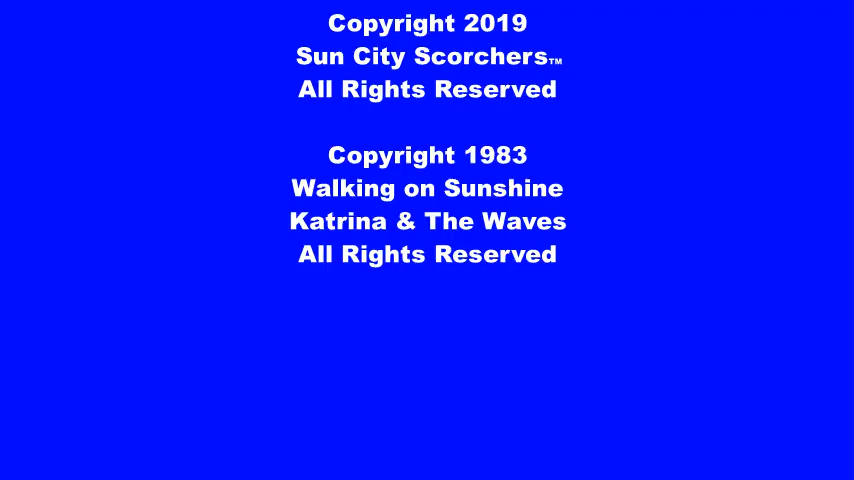 Copyright 2019
Sun City Scorchers™
All Rights Reserved
Copyright 1983
Walking on Sunshine
Katrina & The Waves
All Rights Reserved